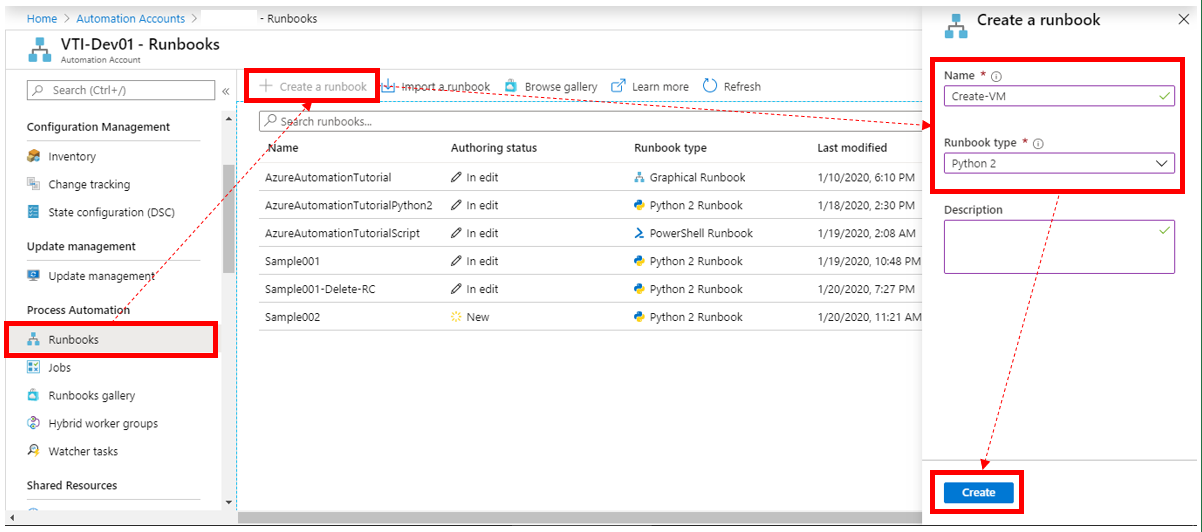 Home > Automation Accounts > - Runbooks
VTI-Dev01 - Runbooks
Automation Account
Search (Ctrl+/)
«
Configuration Management
Inventory
Change tracking
State configuration (DSC)
Update management
Update management
Process Automation
Runbooks
Jobs
Runbooks gallery
Hybrid worker groups
Watcher tasks
Shared Resources
Create a runbook Import a runbook Browse gallery Learn more Refresh
Search runbooks...
Name Authoring status Runbook type Last modified
AzureAutomationTutorial In edit Graphical Runbook 1/10/2020, 6:10 PM
AzureAutomationTutorialPython2 In edit Python 2 Runbook 1/18/2020, 2:30 PM
AzureAutomationTutorialScript In edit PowerShell Runbook 1/19/2020, 2:08 AM
Sample001 In edit Python 2 Runbook 1/19/2020, 10:48 PM
Sample001-Delete-RC In edit Python 2 Runbook 1/20/2020, 7:27 PM
Sample002 New Python 2 Runbook 1/20/2020, 11:21 AM
Create a runbook
Name *
Create-VM
Runbook type *
Python 2
Description
Create